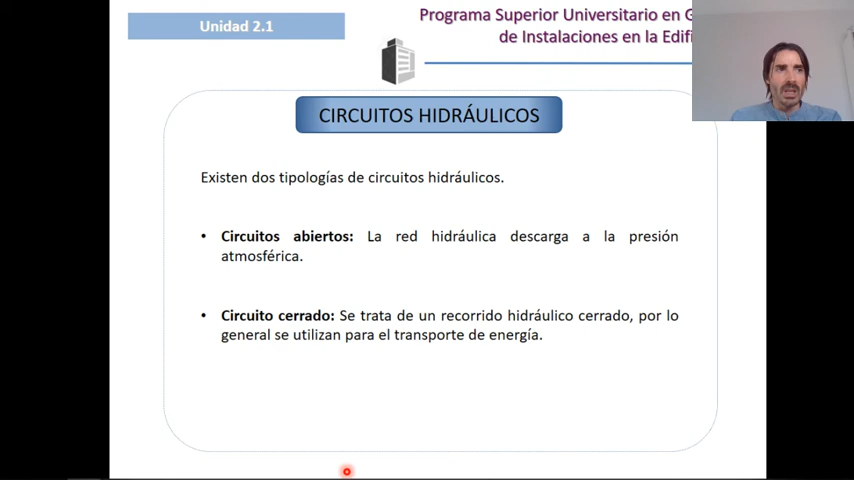 Unidad 2.1
Programa Superior Universitario en G
de Instalaciones en la Edifi
CIRCUITOS HIDRÁULICOS
Existen dos tipologías de circuitos hidráulicos.
• Circuitos abiertos: La red hidráulica descarga a la presión
atmosférica.
• Circuito cerrado: Se trata de un recorrido hidráulico cerrado, por lo
general se utilizan para el transporte de energía.